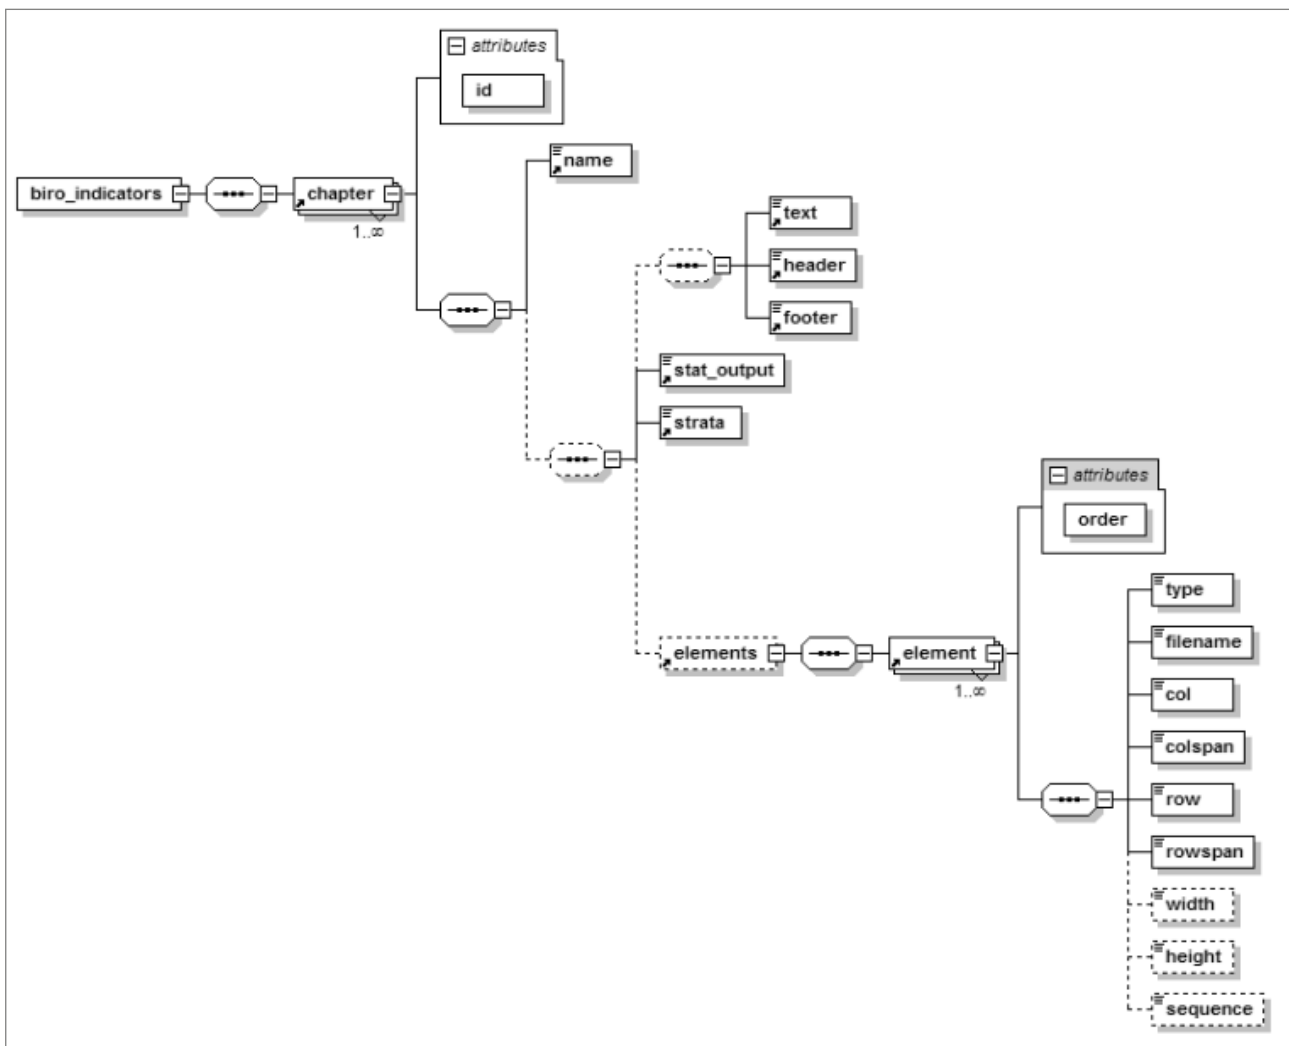 attributes
id
name
biro_indicators
chapter
1..∞
text
header
footer
stat_output
strata
attributes
order
type
filename
elements
element
1..∞
col
colspan
row
rowspan
width
height
sequence